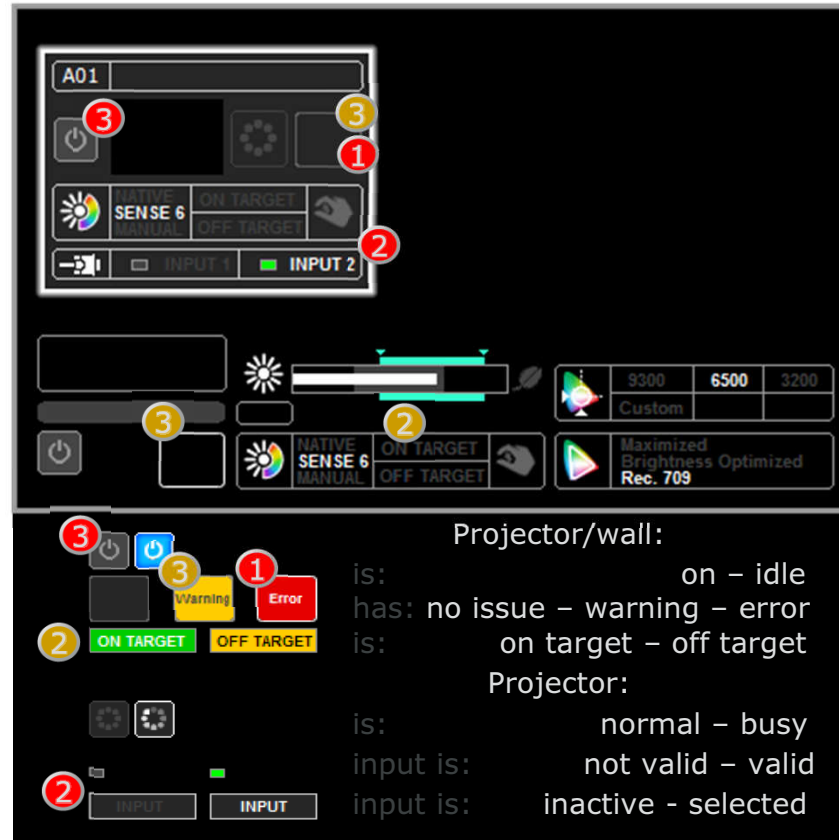 A01
3
3
1
NATIVE
SENSE 6
MANUAL
ON TARGET
OFF TARGET
2
INPUT 1
INPUT 2
9300 6500 3200
Custom
2
3
NATIVE
SENSE 6
MANUAL
ON TARGET
OFF TARGET
Maximized
Brightness Optimized
Rec. 709
Projector/wall:
3
is: on – idle
3 1
Warning Error
has: no issue – warning – error
2 ON TARGET OFF TARGET
is: on target – off target
Projector:
is: normal – busy
input is: not valid – valid
2 INPUT INPUT
input is: inactive - selected